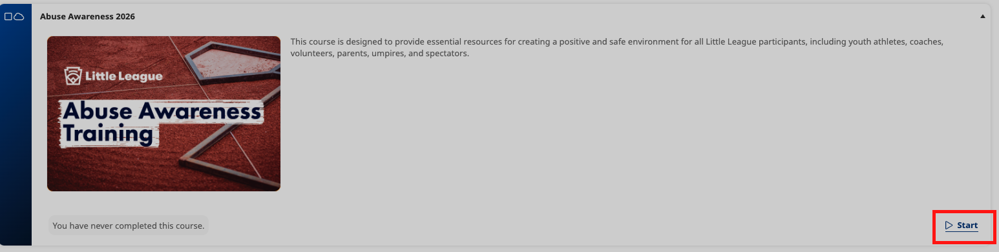 Abuse Awareness 2026
This course is designed to provide essential resources for creating a positive and safe environment for all Little League participants, including youth athletes, coaches,
volunteers, parents, umpires, and spectators.
Little League
Abuse Awareness
Training
You have never completed this course.
Start